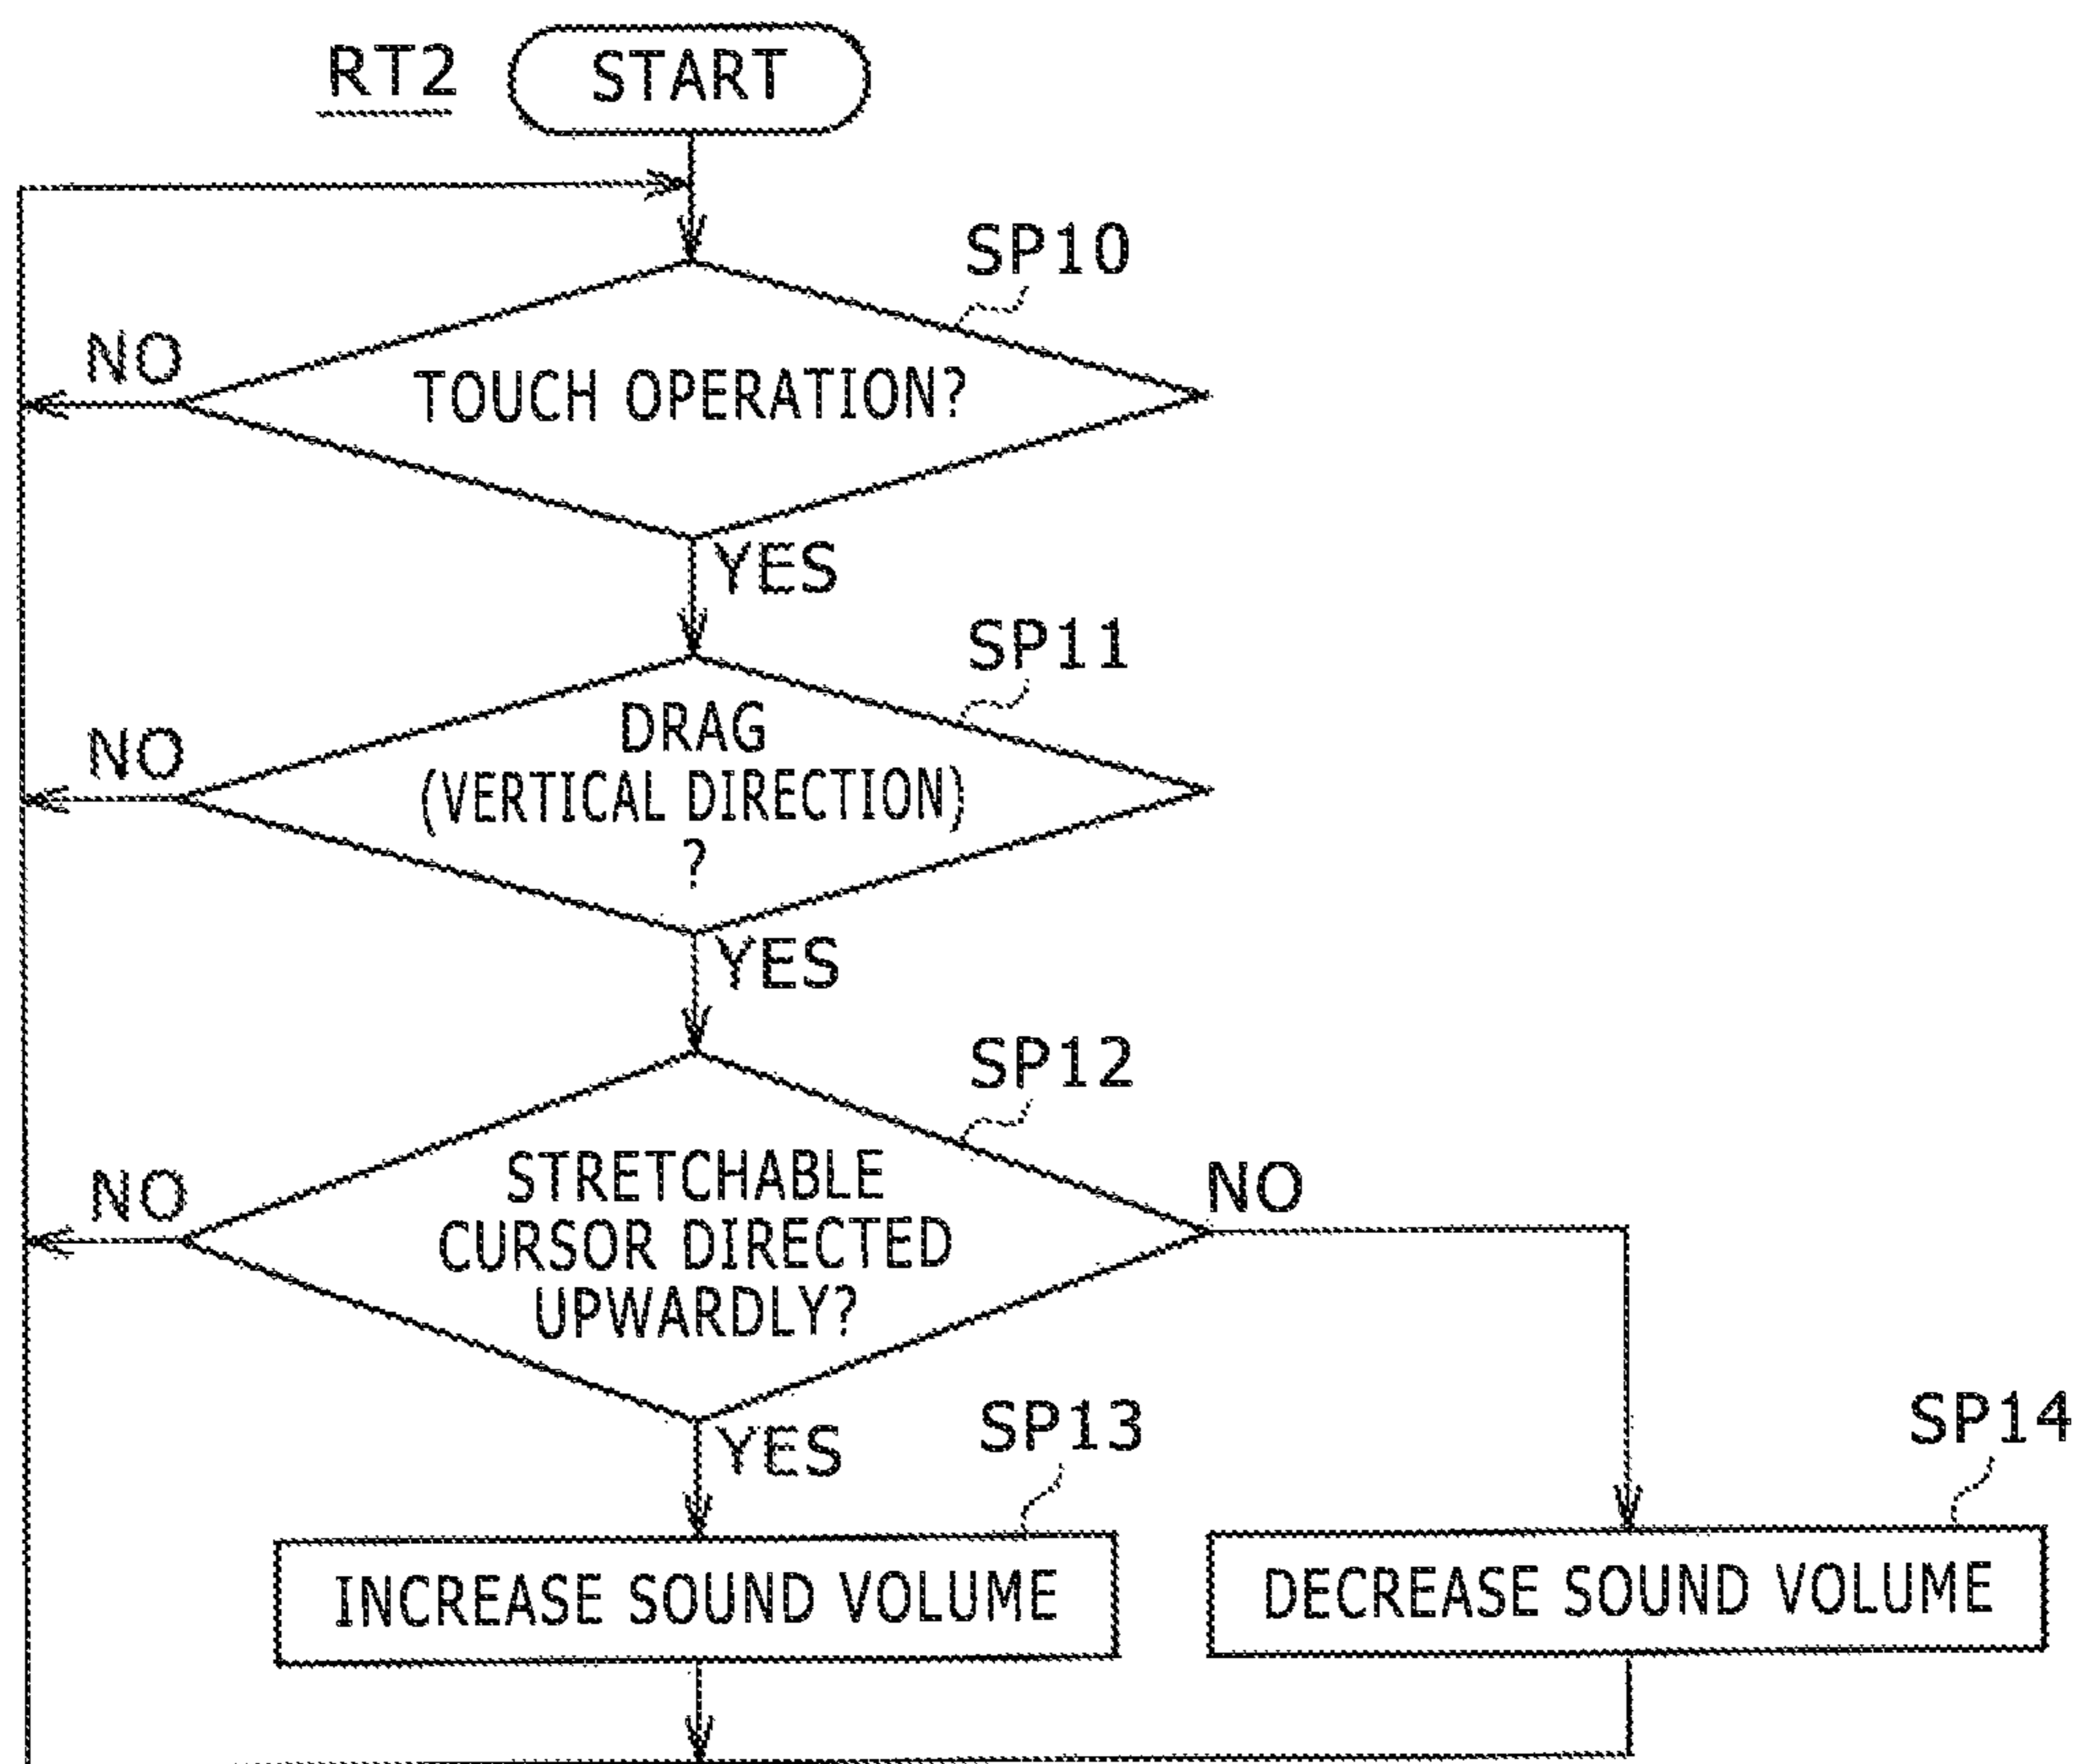 RT2
START
SP10
NO
TOUCH OPERATION?
YES
SP11
NO
DRAG
(VERTICAL DIRECTION)
?
YES
SP12
NO
STRETCHABLE
CURSOR DIRECTED
UPWARDLY?
NO
YES
SP13
SP14
INCREASE SOUND VOLUME
DECREASE SOUND VOLUME